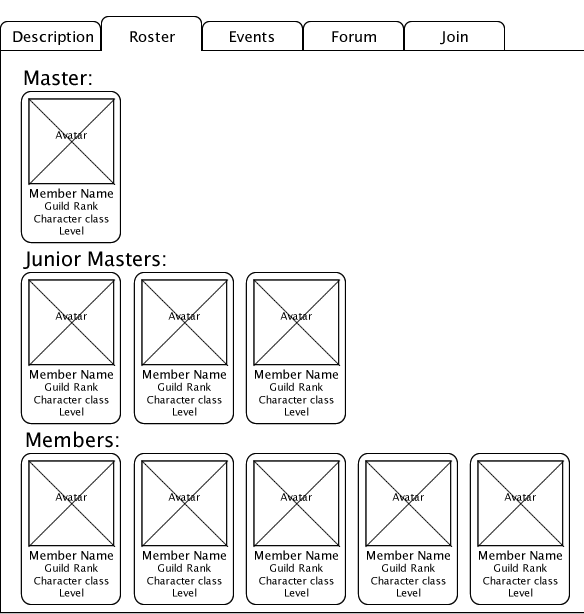 Description Roster Events Forum Join
Master:
Avatar
Member Name
Guild Rank
Character class
Level
Junior Masters:
Avatar Avatar Avatar
Member Name Member Name Member Name
Guild Rank Guild Rank Guild Rank
Character class Character class Character class
Level Level Level
Members:
Avatar Avatar Avatar Avatar Avatar
Member Name Member Name Member Name Member Name Member Name
Guild Rank Guild Rank Guild Rank Guild Rank Guild Rank
Character class Character class Character class Character class Character class
Level Level Level Level Level